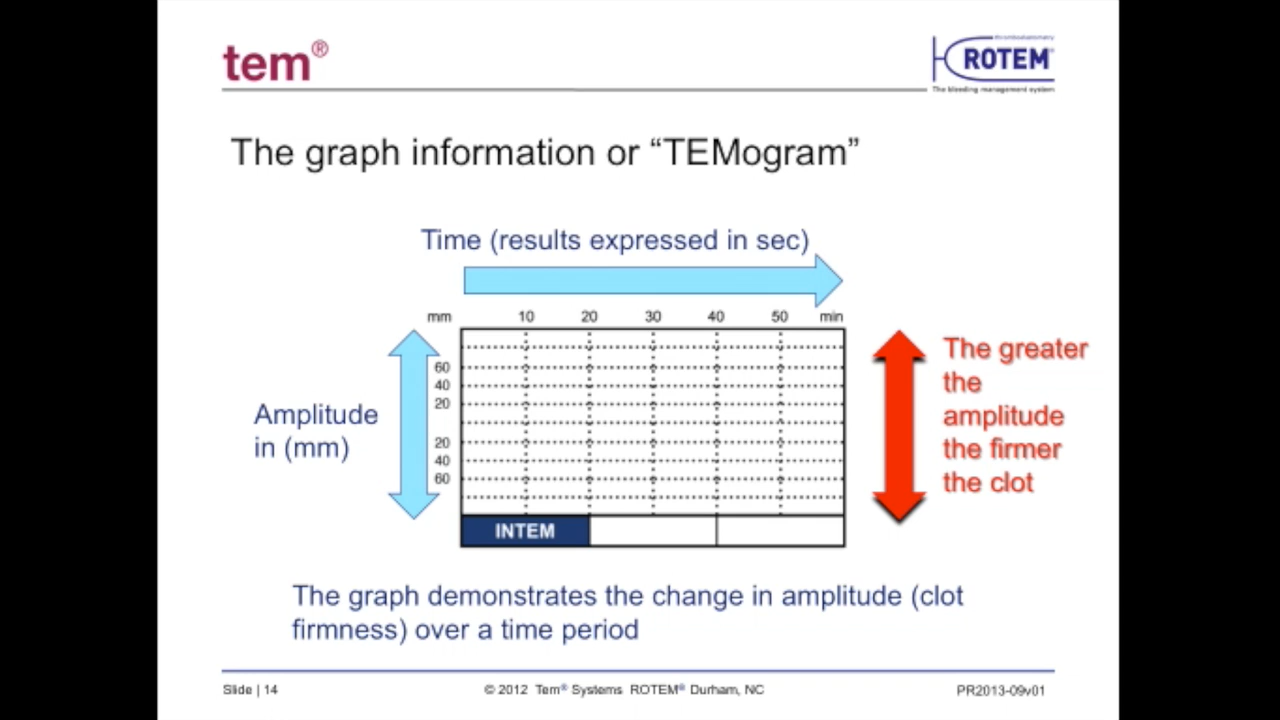 tem®
thromboelastometry
ROTEM®
The bleeding management system
The graph information or “TEMogram”
Time (results expressed in sec)
mm 10 20 30 40 50 min
60
40
20
20
40
60
Amplitude
in (mm)
The greater
the
amplitude
the firmer
the clot
INTEM
The graph demonstrates the change in amplitude (clot
firmness) over a time period
Slide | 14
© 2012 Tem® Systems ROTEM® Durham, NC
PR2013-09v01